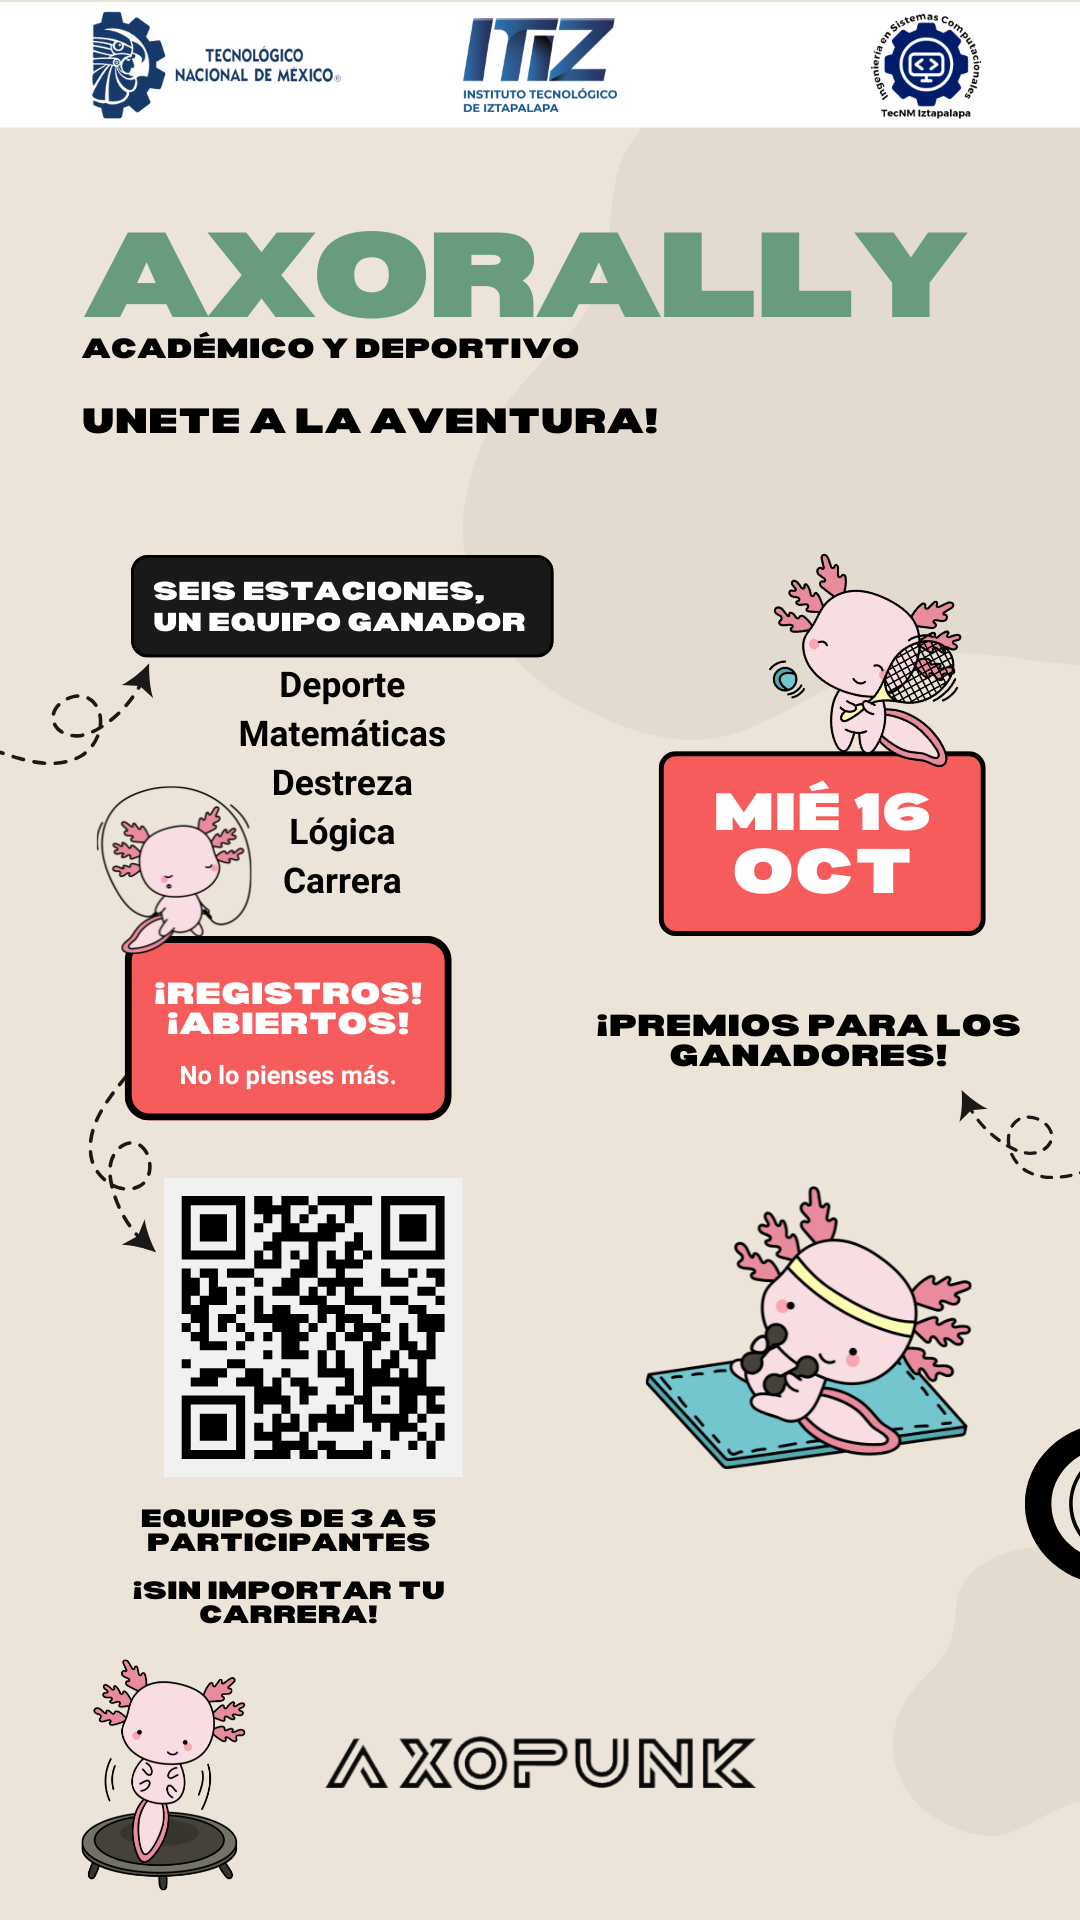 TECNOLÓGICO
NACIONAL DE MÉXICO®
ITIZ
INSTITUTO TECNOLÓGICO
DE IZTAPALAPA
Ingeniería en Sistemas Computacionales
TecNM Iztapalapa
AXORALLY
ACADÉMICO Y DEPORTIVO
UNETE A LA AVENTURA!
SEIS ESTACIONES,
UN EQUIPO GANADOR
Deporte
Matemáticas
Destreza
Lógica
Carrera
MIÉ 16
OCT
¡REGISTROS!
¡ABIERTOS!
No lo pienses más.
¡PREMIOS PARA LOS
GANADORES!
EQUIPOS DE 3 A 5
PARTICIPANTES
¡SIN IMPORTAR TU
CARRERA!
AXOPUNK